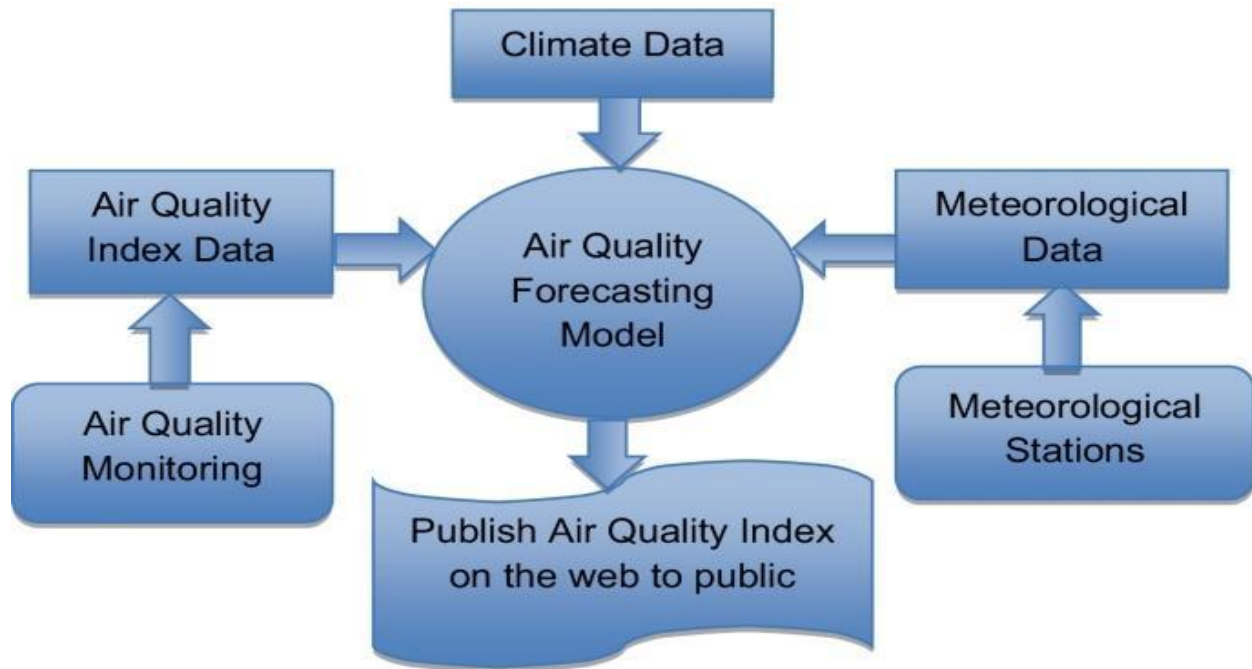 Climate Data
Air Quality
Index Data
Air Quality
Forecasting
Model
Meteorological
Data
Air Quality
Monitoring
Meteorological
Stations
Publish Air Quality Index
on the web to public